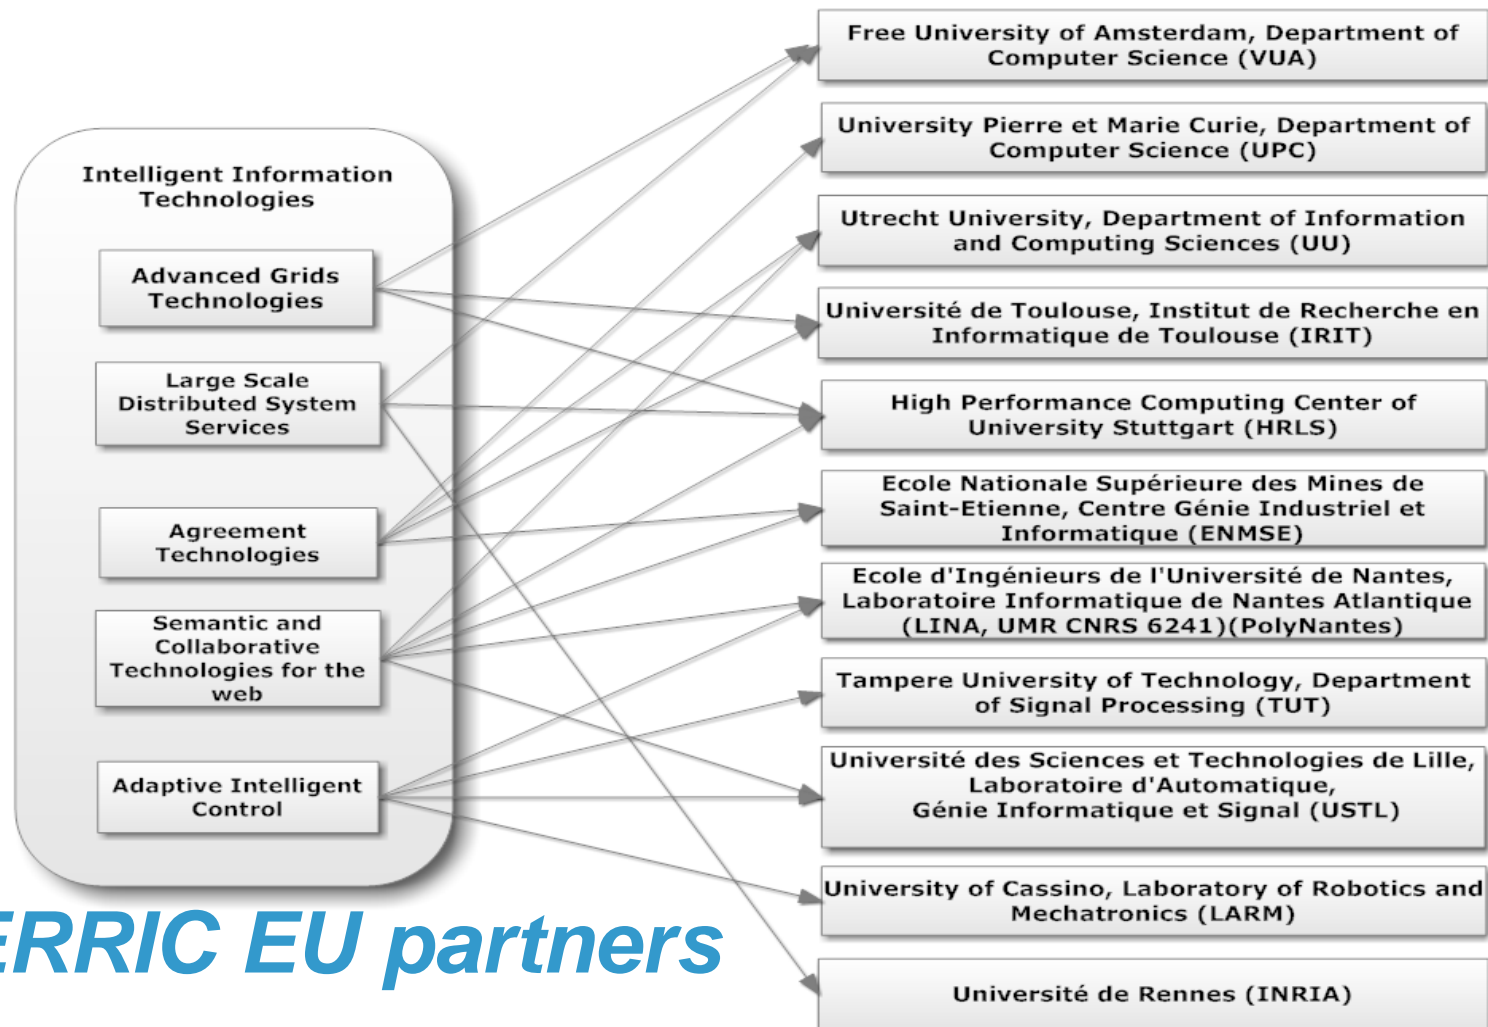 Intelligent Information
Technologies
Advanced Grids
Technologies
Large Scale
Distributed System
Services
Agreement
Technologies
Semantic and
Collaborative
Technologies for the
web
Adaptive Intelligent
Control
Free University of Amsterdam, Department of
Computer Science (VUA)
University Pierre et Marie Curie, Department of
Computer Science (UPC)
Utrecht University, Department of Information
and Computing Sciences (UU)
Université de Toulouse, Institut de Recherche en
Informatique de Toulouse (IRIT)
High Performance Computing Center of
University Stuttgart (HRLS)
Ecole Nationale Supérieure des Mines de
Saint-Etienne, Centre Génie Industriel et
Informatique (ENMSE)
Ecole d'Ingénieurs de l'Université de Nantes,
Laboratoire Informatique de Nantes Atlantique
(LINA, UMR CNRS 6241)(PolyNantes)
Tampere University of Technology, Department
of Signal Processing (TUT)
Université des Sciences et Technologies de Lille,
Laboratoire d'Automatique,
Génie Informatique et Signal (USTL)
University of Cassino, Laboratory of Robotics and
Mechatronics (LARM)
Université de Rennes (INRIA)
ERRIC EU partners